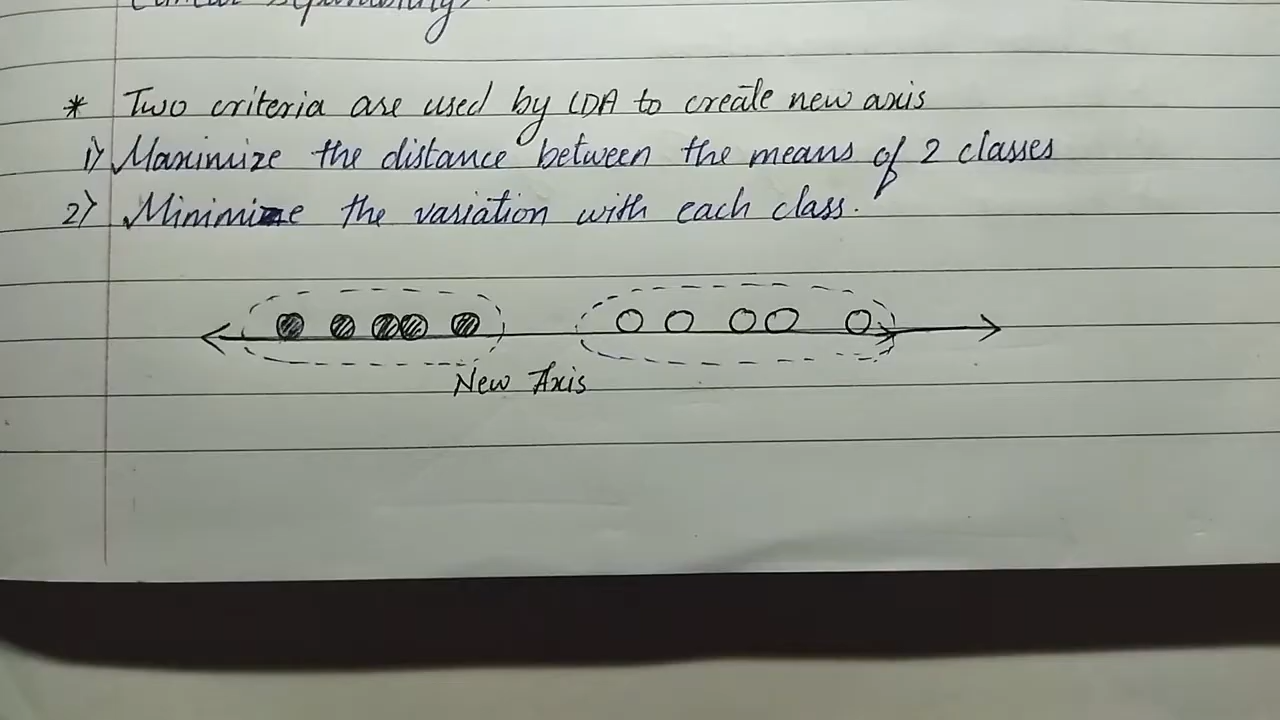 * Two criteria are used by LDA to create new axis
1) Maximize the distance between the means of 2 classes
2) Minimize the variation with each class.
New Axis